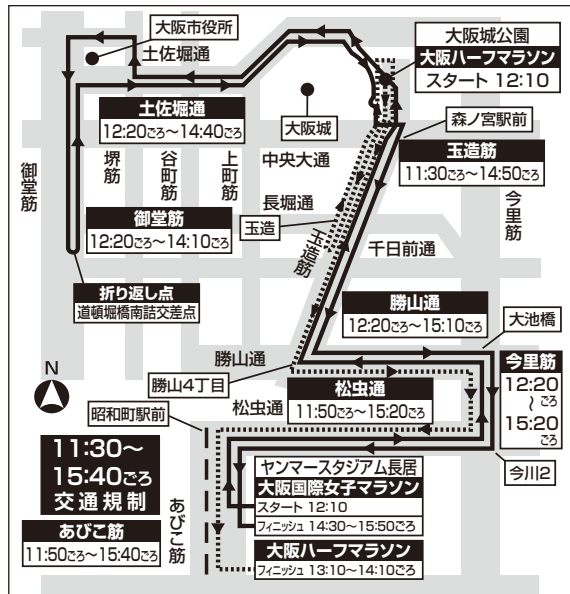 大阪市役所
土佐堀通
大阪城公園
大阪ハーフマラソン
スタート 12:10
土佐堀通
12:20ごろ〜14:40ごろ
大阪城
森ノ宮駅前
玉造筋
11:30〜14:50ごろ
御堂筋
堺筋
谷町筋
上町筋
中央大通
長堀通
今里筋
御堂筋
12:20ごろ〜14:10ごろ
玉造
玉造筋
千日前通
折り返し点
道頓堀橋南詰交差点
勝山通
12:20ごろ〜15:10ごろ
大池橋
N
勝山通
勝山4丁目
松虫通
11:50ごろ〜15:20ごろ
今里筋
12:20
ごろ
〜
15:20
ごろ
松虫通
昭和町駅前
今川2
11:30〜
15:40ごろ
交通規制
あびこ筋
ヤンマースタジアム長居
大阪国際女子マラソン
スタート 12:10
フィニッシュ 14:30〜15:50ごろ
あびこ筋
11:50ごろ〜15:40ごろ
大阪ハーフマラソン
フィニッシュ 13:10〜14:10ごろ